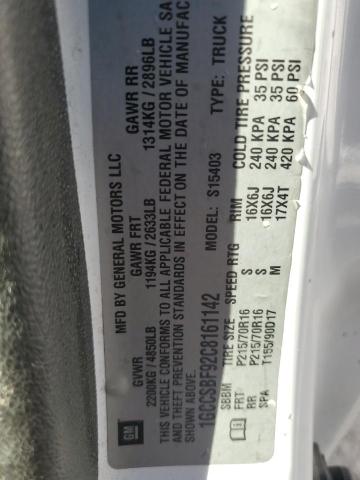 GM
MFD BY GENERAL MOTORS LLC
GVWR GAWR FRT GAWR RR
2200KG / 4850LB 1194KG / 2633LB 1314KG / 2896LB
THIS VEHICLE CONFORMS TO ALL APPLICABLE FEDERAL MOTOR VEHICLE SA
THEFT PREVENTION STANDARDS IN EFFECT ON THE DATE OF MANUFAC
SHOWN ABOVE.
1GCCSBF92C8161142 MODEL: S15403 TYPE: TRUCK
SBBM TIRE SIZE SPEED RTG RIM COLD TIRE PRESSURE
FRT P215/70R16 S 16X6J 240 KPA 35 PSI
RR P215/70R16 S 16X6J 240 KPA 35 PSI
SPA T155/90D17 M 17X4T 420 KPA 60 PSI